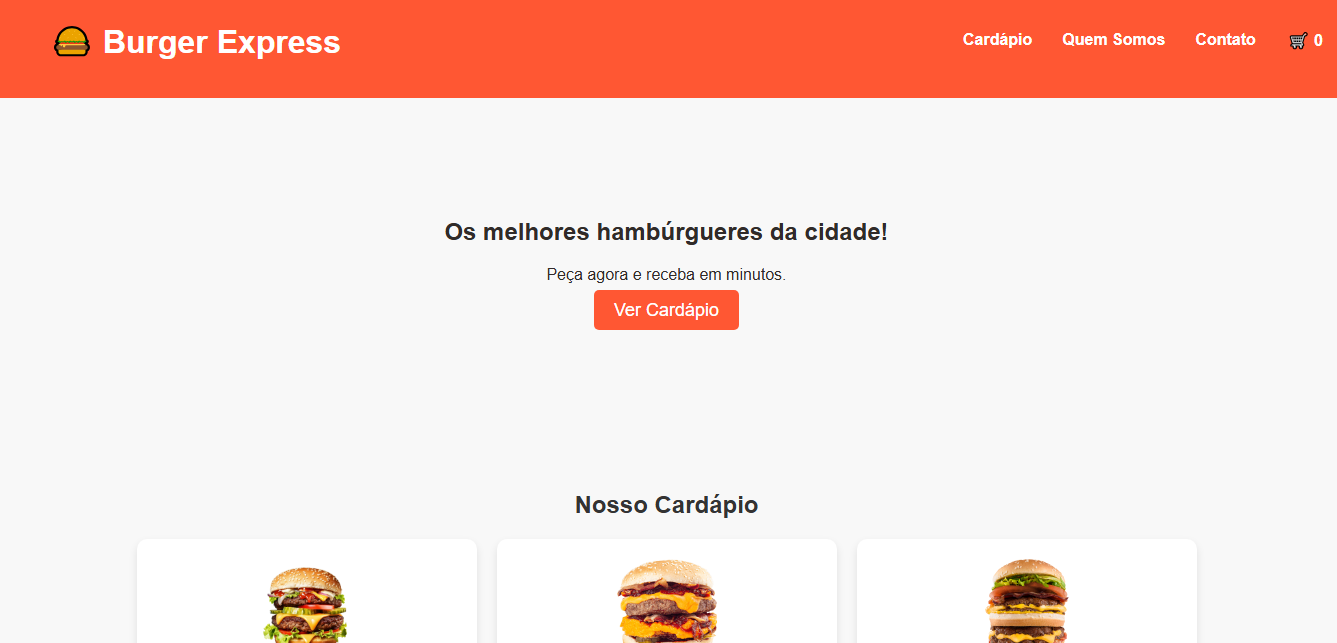 Burger Express
Cardápio Quem Somos Contato 0
Os melhores hambúrgueres da cidade!
Peça agora e receba em minutos.
Ver Cardápio
Nosso Cardápio